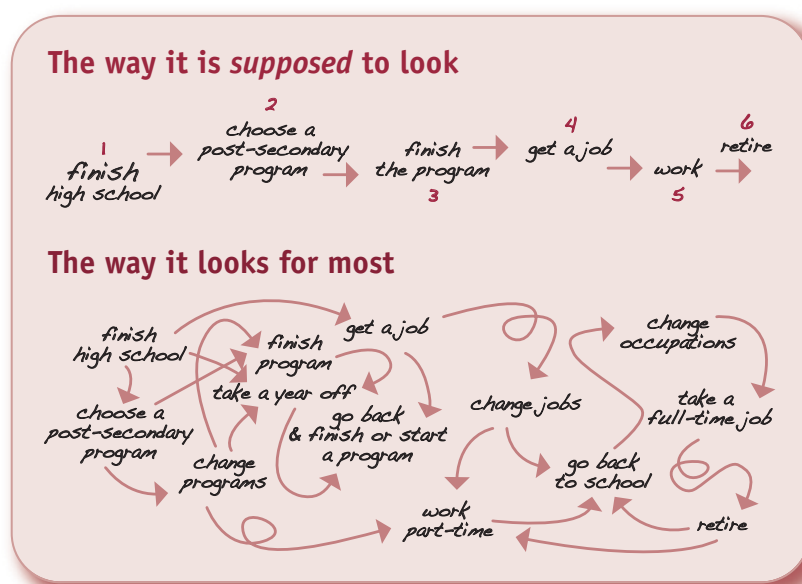 The way it is supposed to look
1
finish
high school
2
choose a
post-secondary
program
finish
the program
3
4
get a job
work
5
6
retire
The way it looks for most
finish
high school
choose a
post-secondary
program
change
programs
finish
program
take a year off
get a job
go back
& finish or start
a program
change jobs
work
part-time
go back
to school
change
occupations
take a
full-time job
retire